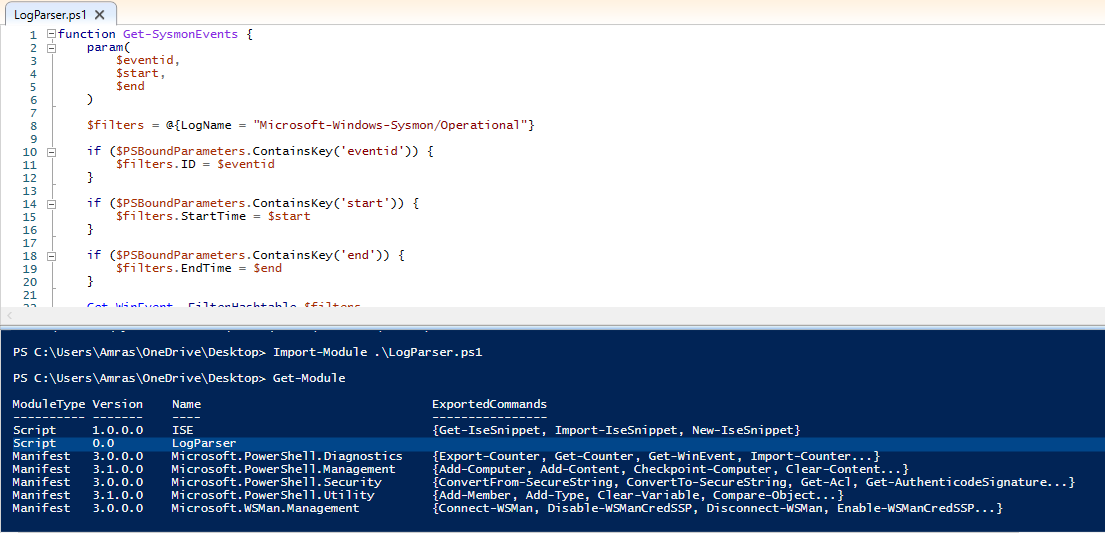 LogParser.ps1
1 function Get-SysmonEvents {
2 param(
3 $eventid,
4 $start,
5 $end
6 )
7
8 $filters = @{LogName = "Microsoft-Windows-Sysmon/Operational"}
9
10 if ($PSBoundParameters.ContainsKey('eventid')) {
11 $filters.ID = $eventid
12 }
13
14 if ($PSBoundParameters.ContainsKey('start')) {
15 $filters.StartTime = $start
16 }
17
18 if ($PSBoundParameters.ContainsKey('end')) {
19 $filters.EndTime = $end
20 }
21
22 Get-WinEvent -FilterHashtable $filters
PS C:\Users\Amras\OneDrive\Desktop> Import-Module .\LogParser.ps1
PS C:\Users\Amras\OneDrive\Desktop> Get-Module
ModuleType Version Name ExportedCommands
---------- ------- ---- ----------------
Script 1.0.0.0 ISE {Get-IseSnippet, Import-IseSnippet, New-IseSnippet}
Script 0.0 LogParser
Manifest 3.0.0.0 Microsoft.PowerShell.Diagnostics {Export-Counter, Get-Counter, Get-WinEvent, Import-Counter...}
Manifest 3.1.0.0 Microsoft.PowerShell.Management {Add-Computer, Add-Content, Checkpoint-Computer, Clear-Content...}
Manifest 3.0.0.0 Microsoft.PowerShell.Security {ConvertFrom-SecureString, ConvertTo-SecureString, Get-Acl, Get-AuthenticodeSignature...}
Manifest 3.1.0.0 Microsoft.PowerShell.Utility {Add-Member, Add-Type, Clear-Variable, Compare-Object...}
Manifest 3.0.0.0 Microsoft.WSMan.Management {Connect-WSMan, Disable-WSManCredSSP, Disconnect-WSMan, Enable-WSManCredSSP...}